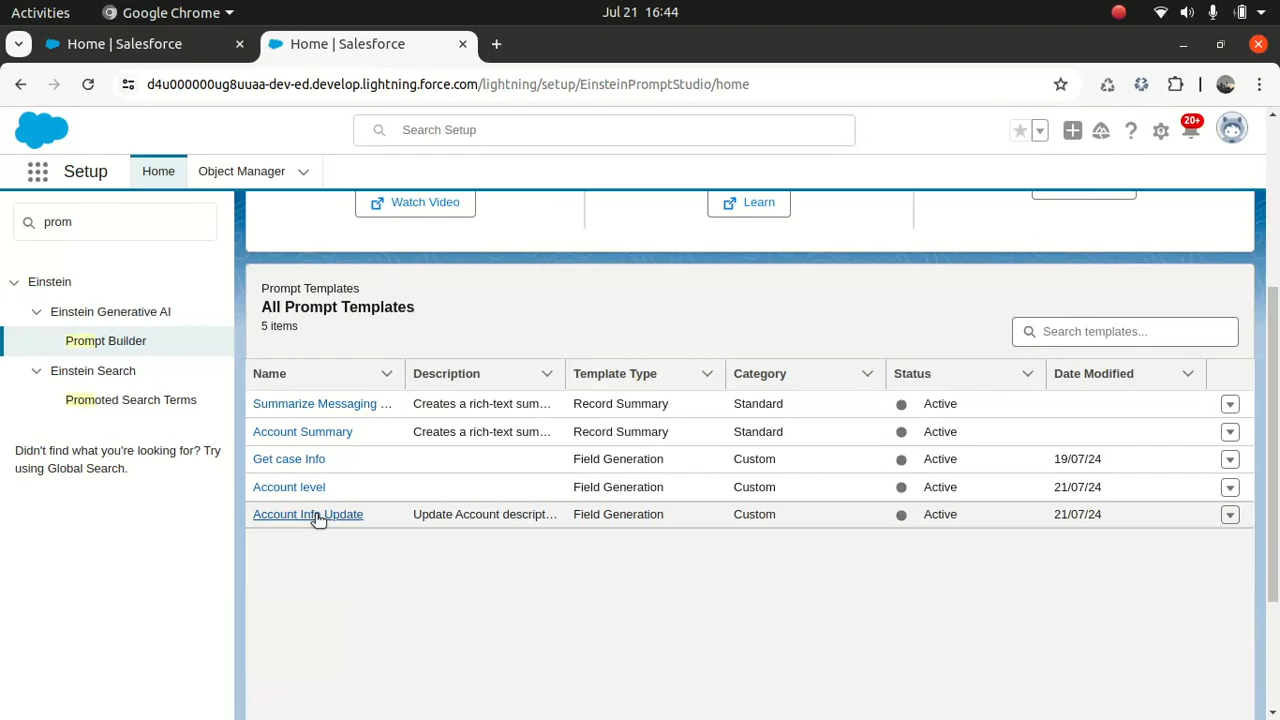 Activities
Google Chrome
Jul 21 16:44
Home | Salesforce
Home | Salesforce
d4u000000ug8uuaa-dev-ed.develop.lightning.force.com/lightning/setup/EinsteinPromptStudio/home
Search Setup
20+
Setup
Home
Object Manager
prom
Watch Video
Learn
Einstein
Einstein Generative AI
Prompt Builder
Einstein Search
Promoted Search Terms
Didn't find what you're looking for? Try
using Global Search.
Prompt Templates
All Prompt Templates
5 items
Search templates...
Name Description Template Type Category Status Date Modified
Summarize Messaging ... Creates a rich-text sum... Record Summary Standard Active
Account Summary Creates a rich-text sum... Record Summary Standard Active
Get case Info Field Generation Custom Active 19/07/24
Account level Field Generation Custom Active 21/07/24
Account Info Update Update Account descript... Field Generation Custom Active 21/07/24